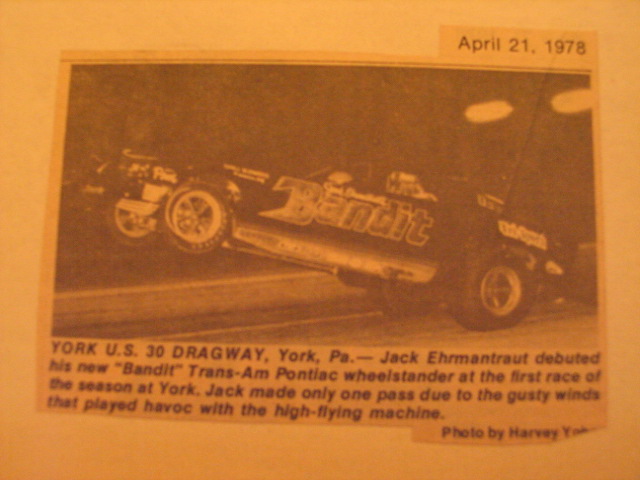 April 21, 1978
Bandit
YORK U.S. 30 DRAGWAY, York, Pa.— Jack Ehrmantraut debuted
his new "Bandit" Trans-Am Pontiac wheelstander at the first race of
the season at York. Jack made only one pass due to the gusty winds
that played havoc with the high-flying machine.
Photo by Harvey